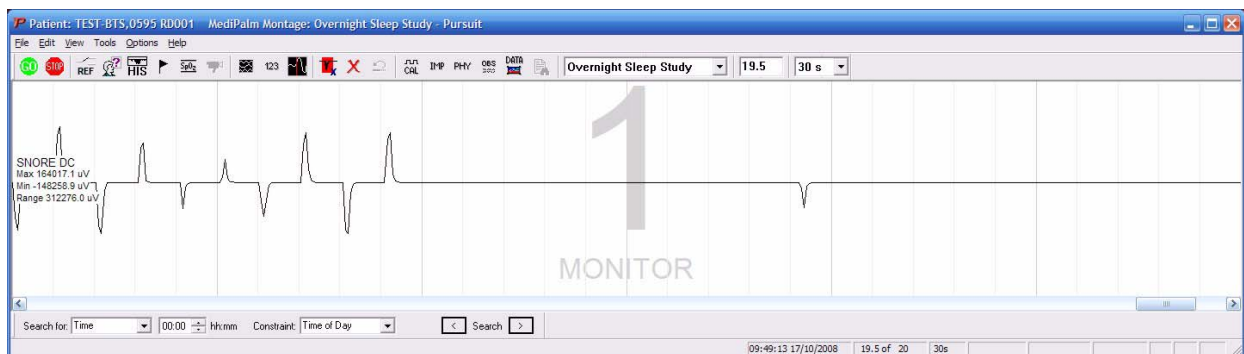 Patient: TEST-BTS,0595 RD001 MediPalm Montage: Overnight Sleep Study - Pursuit
File Edit View Tools Options Help
GO STOP REF HIS SpO2 123 CAL IMP PHY OBS DATA Overnight Sleep Study 19.5 30 s
1
SNORE DC
Max 164017.1 uV
Min -148258.9 uV
Range 312276.0 uV
MONITOR
Search for: Time 00:00 hh:mm Constraint: Time of Day < Search >
09:49:13 17/10/2008 19.5 of 20 30s